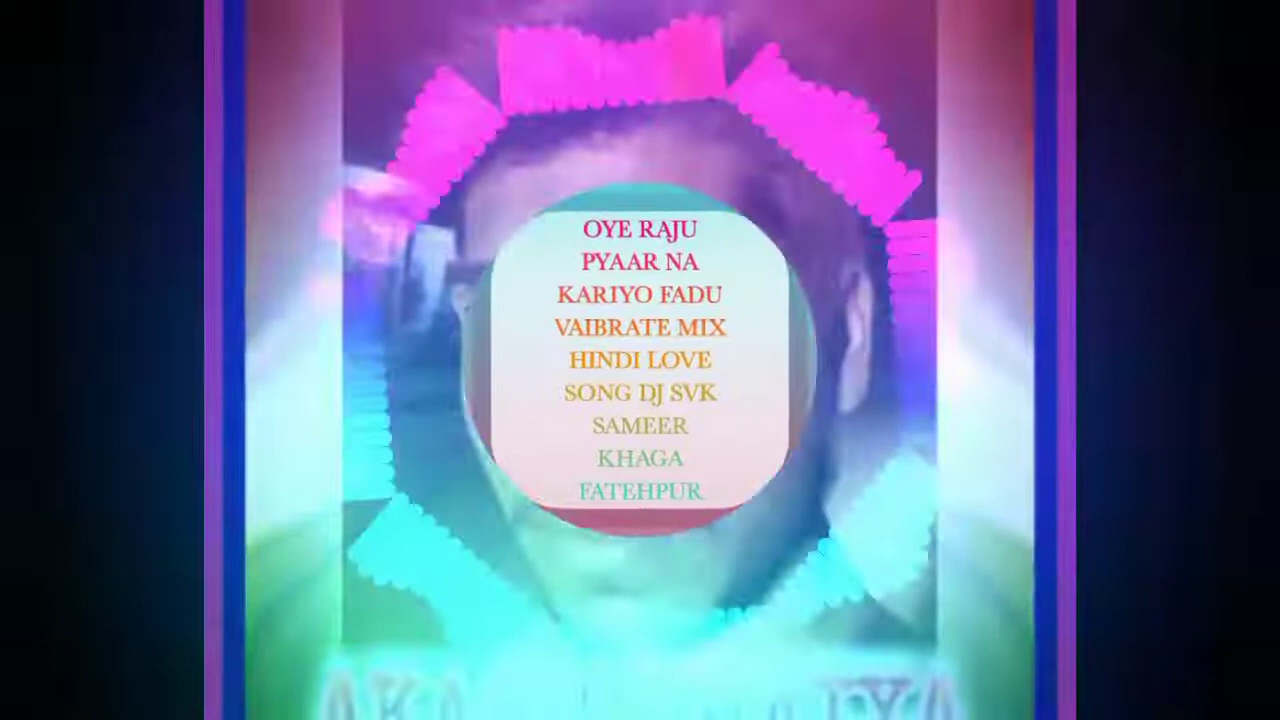 OYE RAJU
PYAAR NA
KARIYO FADU
VAIBRATE MIX
HINDI LOVE
SONG DJ SVK
SAMEER
KHAGA
FATEHPUR